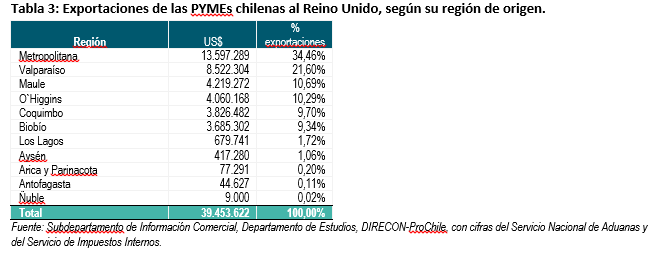 Tabla 3: Exportaciones de las PYMEs chilenas al Reino Unido, según su región de origen.
Región US$ % exportaciones
Metropolitana 13.597.289 34,46%
Valparaíso 8.522.304 21,60%
Maule 4.219.272 10,69%
O`Higgins 4.060.168 10,29%
Coquimbo 3.826.482 9,70%
Biobío 3.685.302 9,34%
Los Lagos 679.741 1,72%
Aysén 417.280 1,06%
Arica y Parinacota 77.291 0,20%
Antofagasta 44.627 0,11%
Ñuble 9.000 0,02%
Total 39.453.622 100,00%
Fuente: Subdepartamento de Información Comercial, Departamento de Estudios, DIRECON-ProChile, con cifras del Servicio Nacional de Aduanas y
del Servicio de Impuestos Internos.